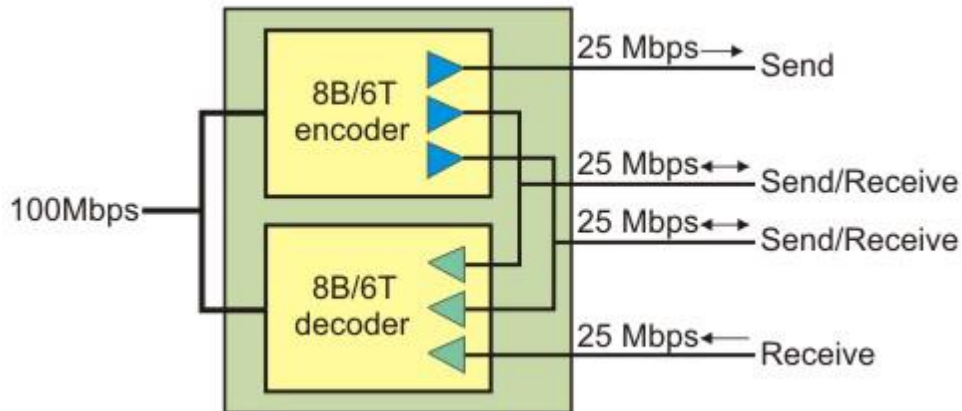 25 Mbps
Send
8B/6T
encoder
25 Mbps
Send/Receive
100Mbps
25 Mbps
Send/Receive
8B/6T
decoder
25 Mbps
Receive